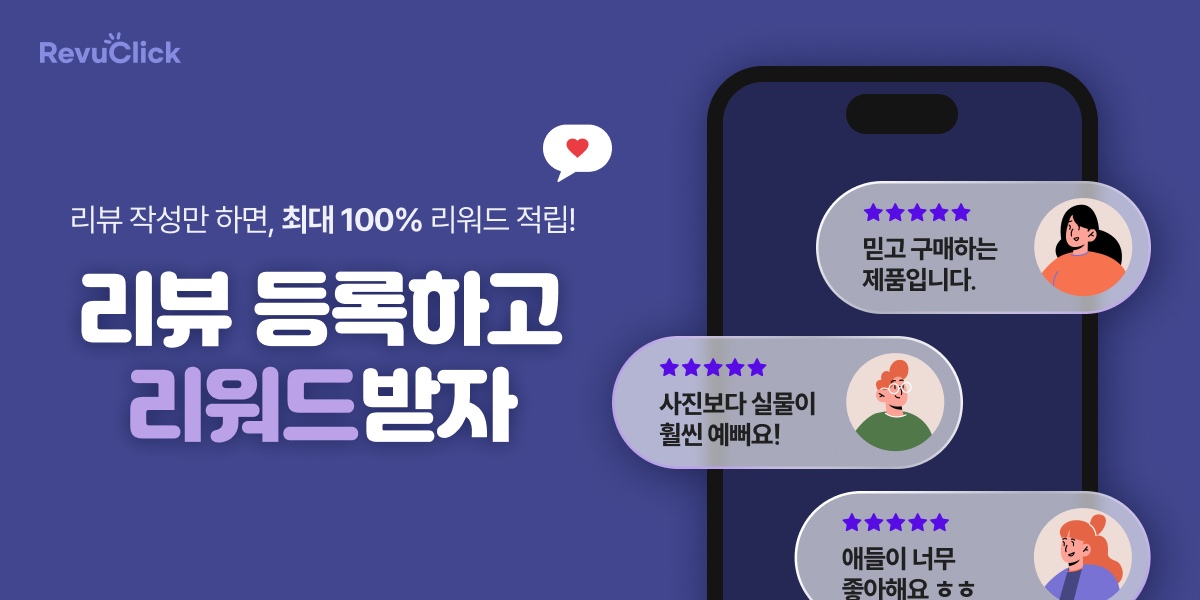 RevuClick
리뷰 작성만 하면, 최대 100% 리워드 적립!
리뷰 등록하고
리워드받자
믿고 구매하는
제품입니다.
사진보다 실물이
훨씬 예뻐요!
애들이 너무
좋아해요 ㅎㅎ